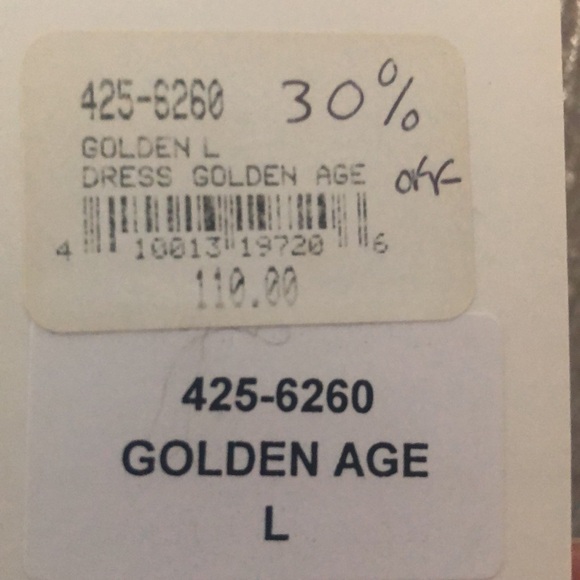 425-6260 30%
GOLDEN L
DRESS GOLDEN AGE OFF
4 10013 19720 6
110.00
425-6260
GOLDEN AGE
L